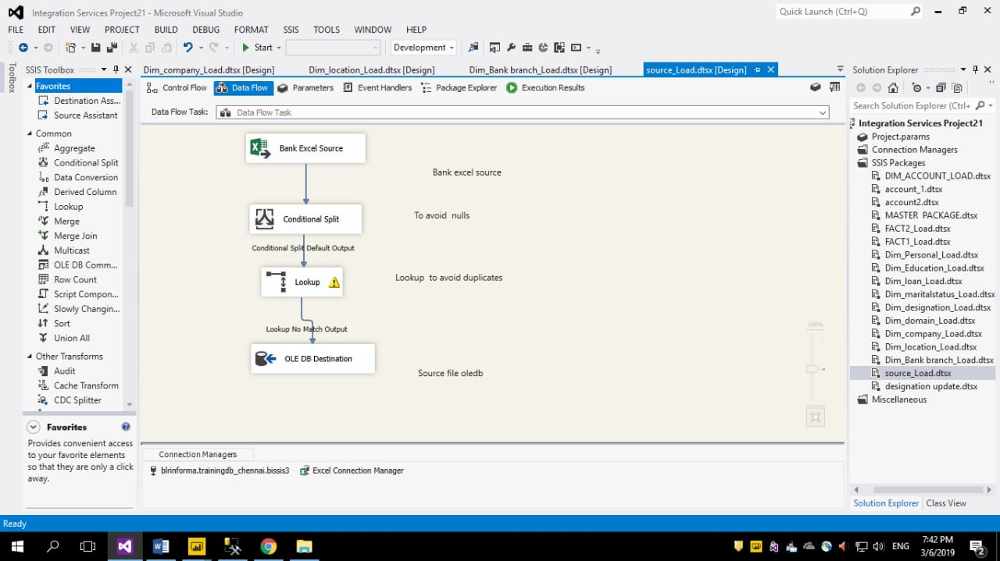 Integration Services Project21 - Microsoft Visual Studio
Quick Launch (Ctrl+Q)
FILE EDIT VIEW PROJECT BUILD DEBUG FORMAT SSIS TOOLS WINDOW HELP
Start Development
Toolbox
SSIS Toolbox
Dim_company_Load.dtsx [Design] Dim_location_Load.dtsx [Design] Dim_Bank branch_Load.dtsx [Design] source_Load.dtsx [Design]
Control Flow Data Flow Parameters Event Handlers Package Explorer Execution Results
Data Flow Task: Data Flow Task
Favorites
Destination Ass...
Source Assistant
Common
Aggregate
Conditional Split
Data Conversion
Derived Column
Lookup
Merge
Merge Join
Multicast
OLE DB Comm...
Row Count
Script Compon...
Slowly Changin...
Sort
Union All
Other Transforms
Audit
Cache Transform
CDC Splitter
Favorites
Provides convenient access
to your favorite elements
so that they are only a click
away.
Bank Excel Source
Bank excel source
Conditional Split
To avoid nulls
Conditional Split Default Output
Lookup
Lookup to avoid duplicates
Lookup No Match Output
OLE DB Destination
Source file oledb
100%
Connection Managers
blrinforma.trainingdb_chennai.bissis3 Excel Connection Manager
Solution Explorer
Search Solution Explorer (Ctrl+
Integration Services Project21
Project.params
Connection Managers
SSIS Packages
DIM_ACCOUNT_LOAD.dtsx
account_1.dtsx
account2.dtsx
MASTER PACKAGE.dtsx
FACT2_Load.dtsx
FACT1_Load.dtsx
Dim_Personal_Load.dtsx
Dim_Education_Load.dtsx
Dim_loan_Load.dtsx
Dim_maritalstatus_Load.dtsx
Dim_designation_Load.dtsx
Dim_domain_Load.dtsx
Dim_company_Load.dtsx
Dim_location_Load.dtsx
Dim_Bank branch_Load.dtsx
source_Load.dtsx
designation update.dtsx
Miscellaneous
Solution Explorer Class View
Ready
ENG
7:42 PM
3/6/2019
2